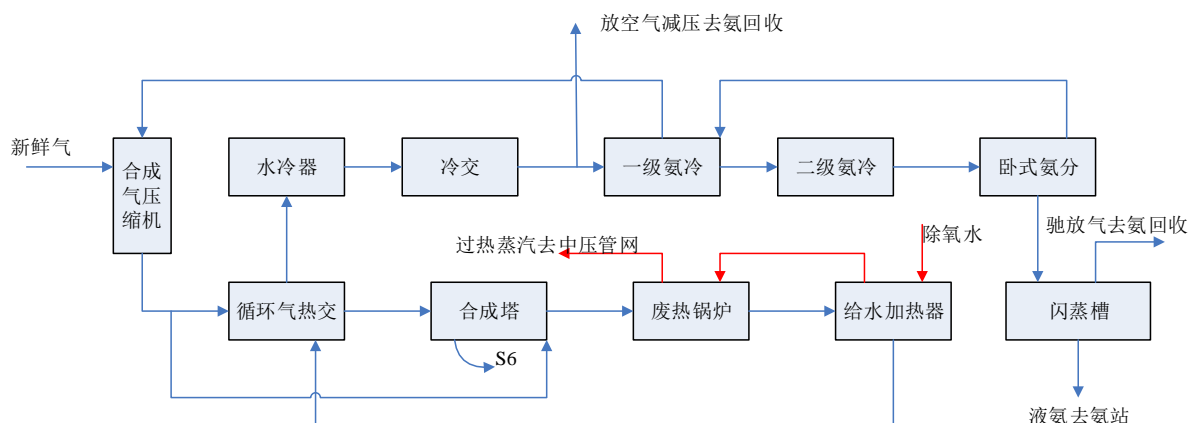 放空气减压去氨回收
新鲜气
合成
气压
缩机
水冷器
冷交
一级氨冷
二级氨冷
卧式氨分
过热蒸汽去中压管网
除氧水
驰放气去氨回收
循环气热交
合成塔
废热锅炉
给水加热器
闪蒸槽
S6
液氨去氨站